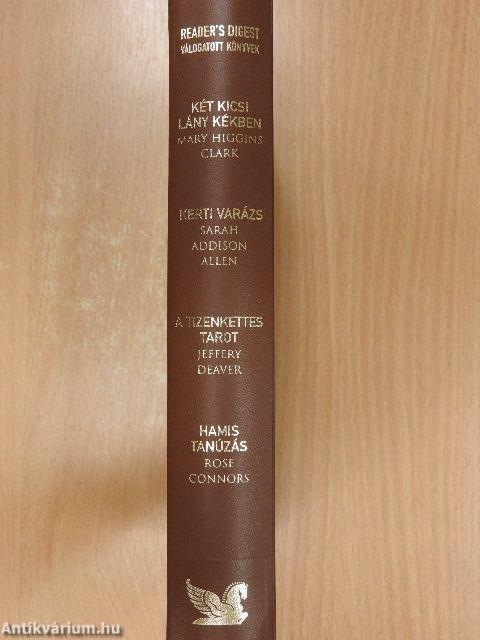 READER'S DIGEST
VÁLOGATOTT KÖNYVEK
KÉT KICSI
LÁNY KÉKBEN
MARY HIGGINS
CLARK
KERTI VARÁZS
SARAH
ADDISON
ALLEN
A TIZENKETTES
TAROT
JEFFERY
DEAVER
HAMIS
TANÚZÁS
ROSE
CONNORS
Antikvárium.hu